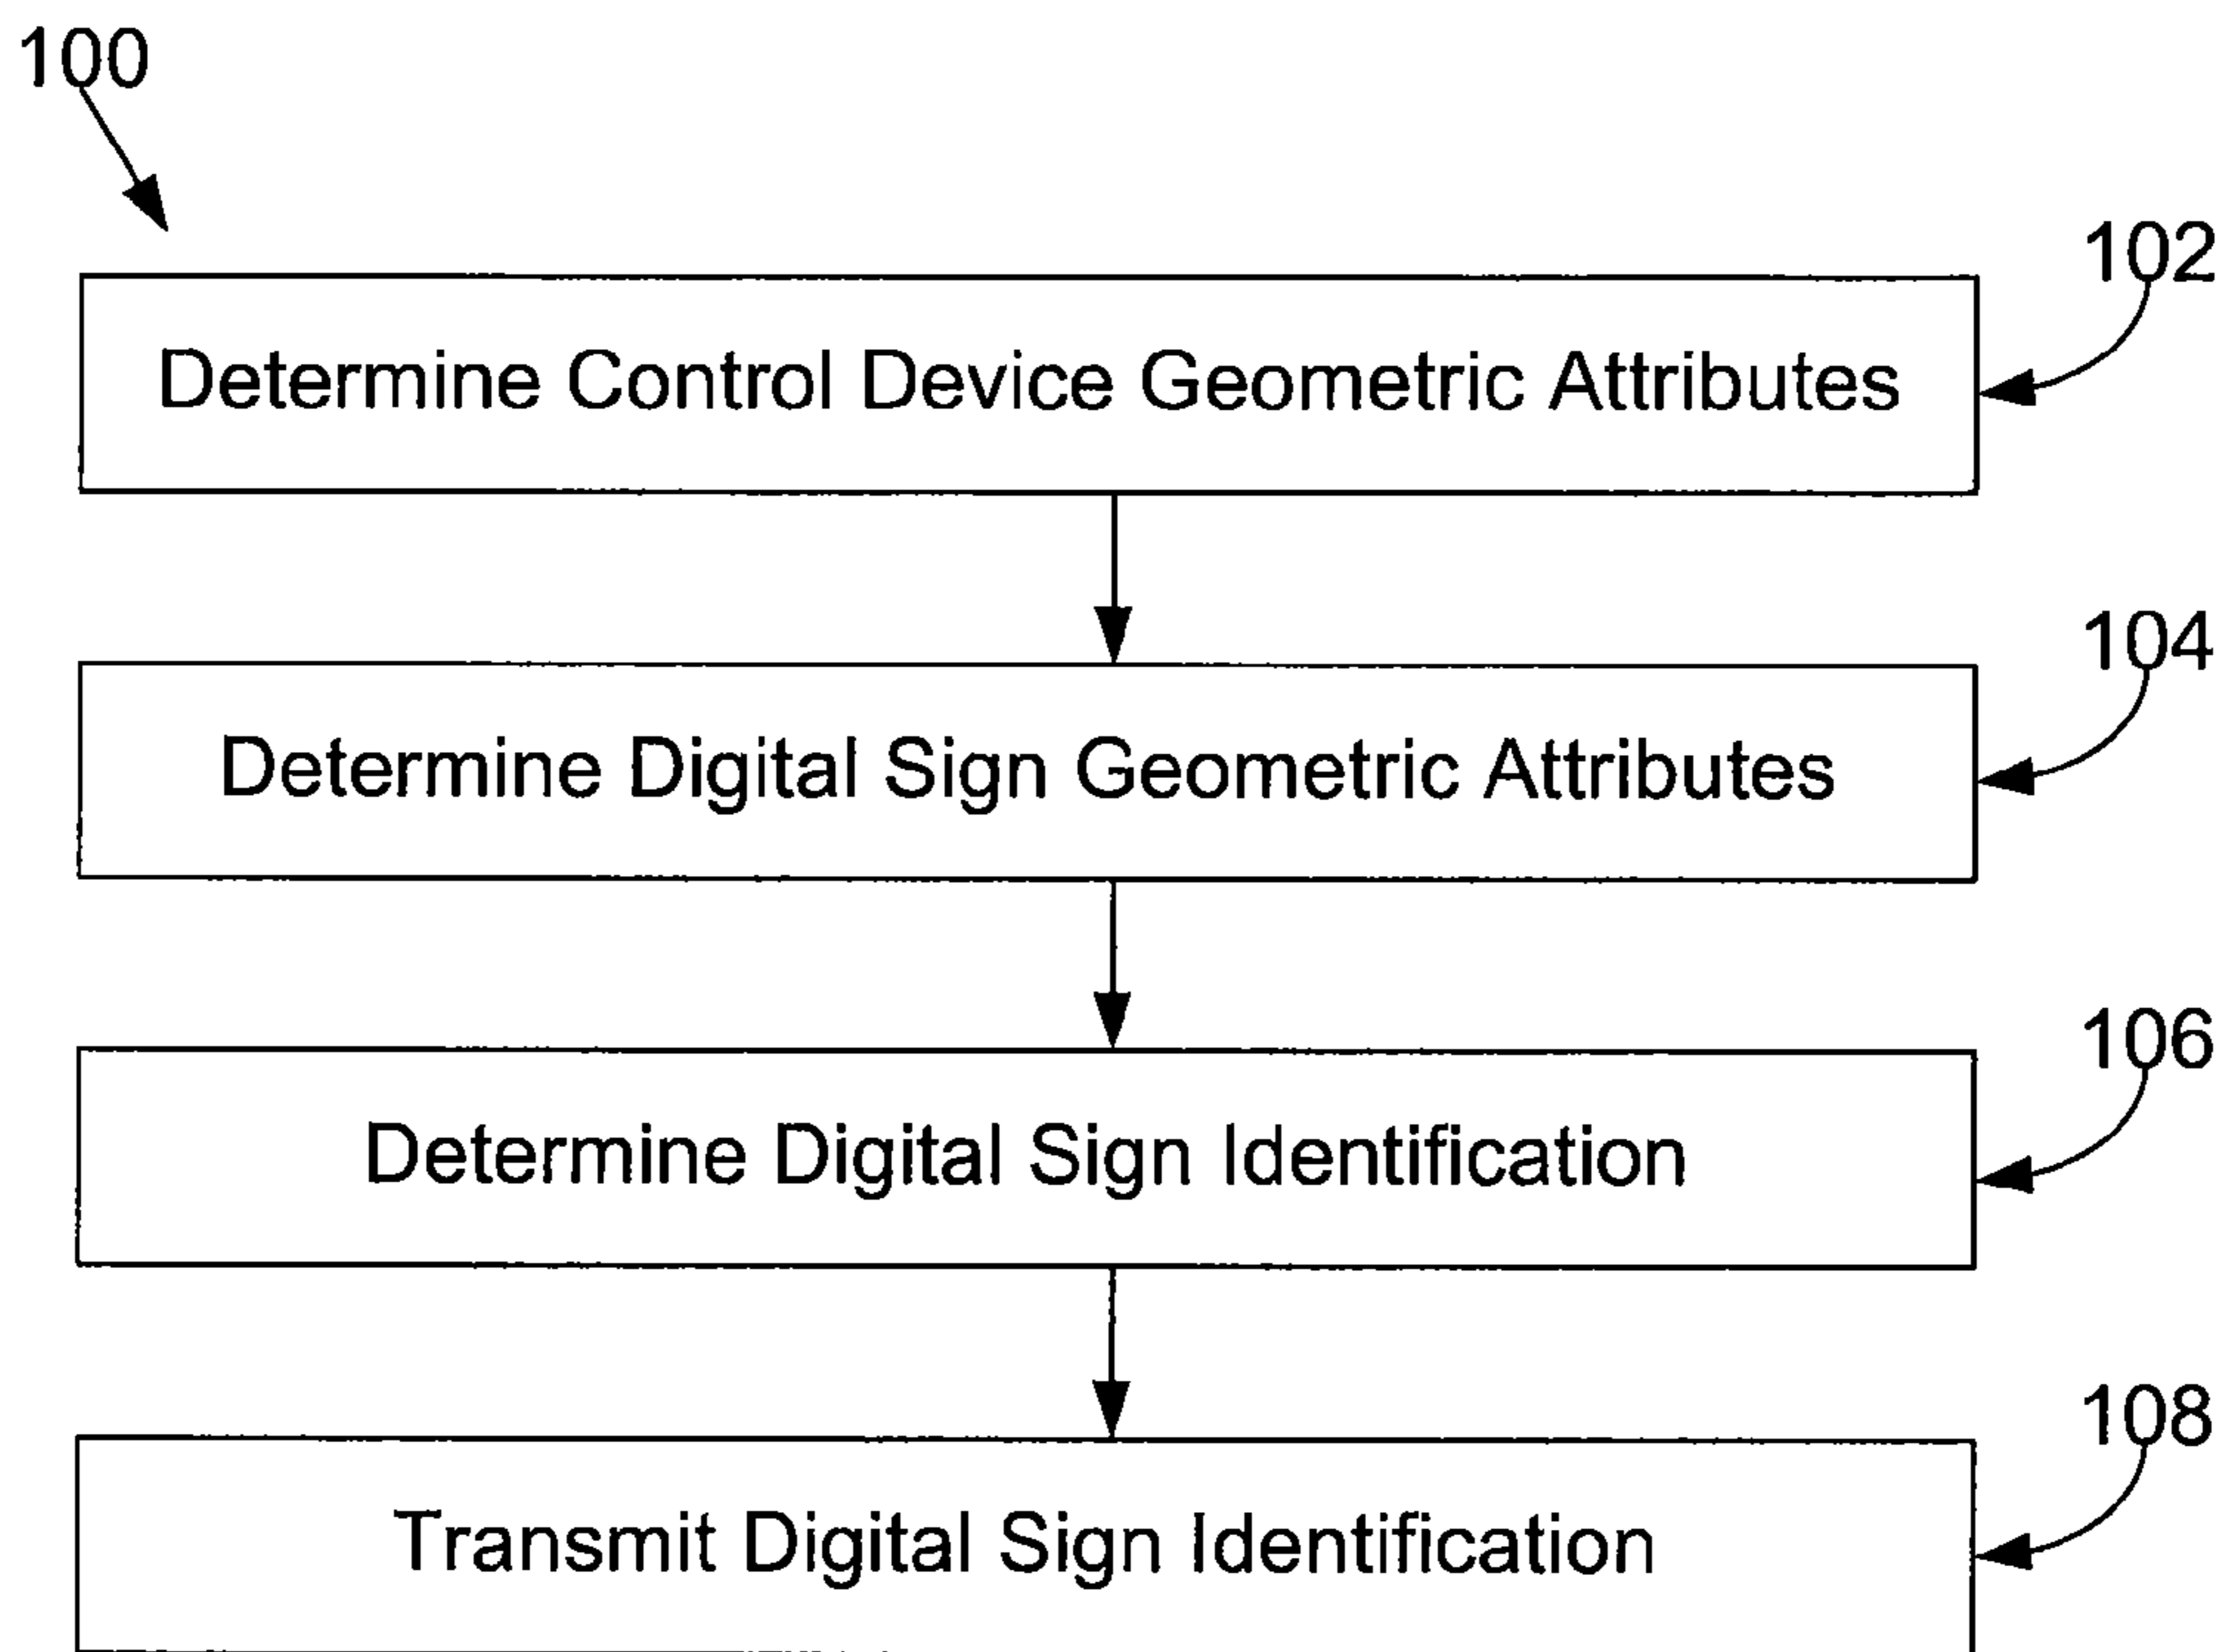 100
102
Determine Control Device Geometric Attributes
104
Determine Digital Sign Geometric Attributes
106
Determine Digital Sign Identification
108
Transmit Digital Sign Identification